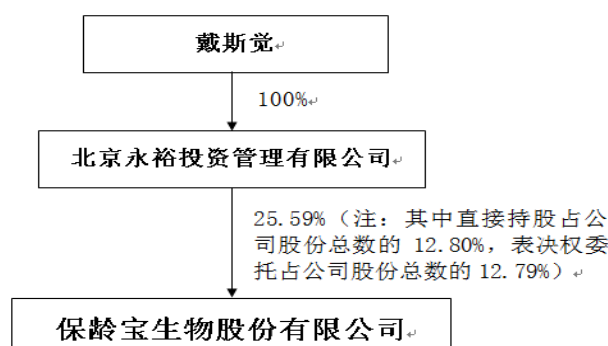 戴斯觉
100%
北京永裕投资管理有限公司
25.59%（注：其中直接持股占公
司股份总数的 12.80%，表决权委
托占公司股份总数的 12.79%）
保龄宝生物股份有限公司